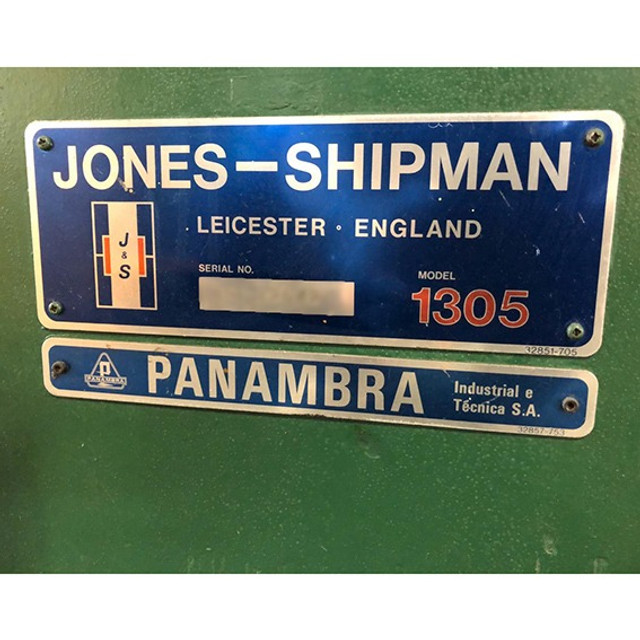 JONES–SHIPMAN
LEICESTER ◦ ENGLAND
J
&
S
SERIAL NO.
MODEL
1305
32851-705
P
PANAMBRA
PANAMBRA
Industrial e
Técnica S.A.
32857-753